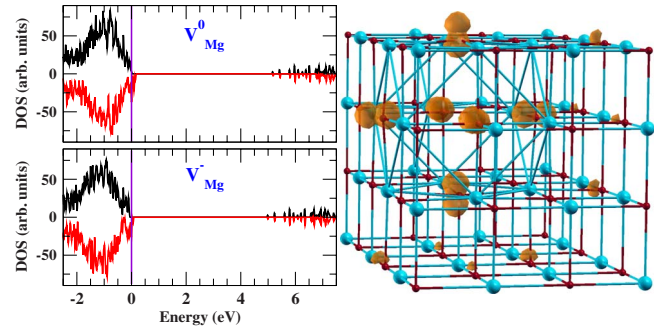 DOS (arb. units)
50
0
-50
V⁰Mg
DOS (arb. units)
50
0
-50
V⁻Mg
-2 0 2 4 6
Energy (eV)